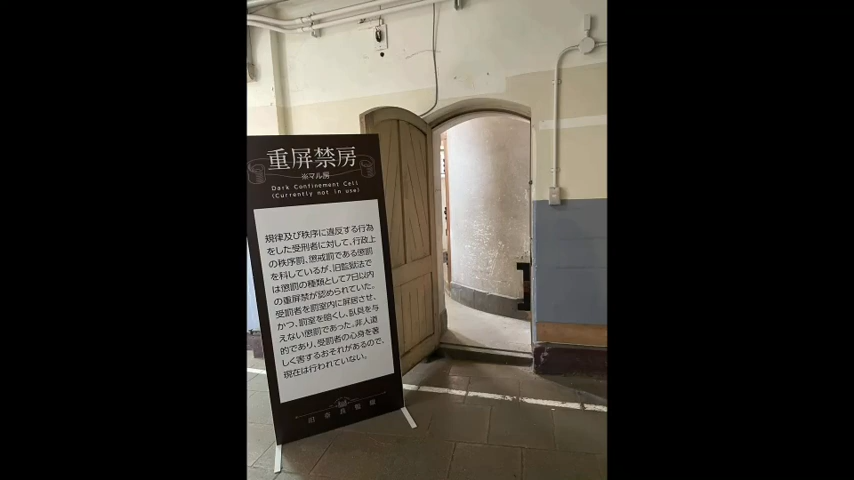 重屏禁房
※マル房
Dark Confinement Cell
(Currently not in use)
規律及び秩序に違反する行為
をした受刑者に対して、行政上
の秩序罰、懲戒罰である懲罰
を科しているが、旧監獄法で
は懲罰の種類として7日以内
の重屏禁が認められていた。
受罰者を罰室内に屏居させ、
かつ、罰室を暗くし、臥具を与
えない懲罰であった。非人道
的であり、受罰者の心身を著
しく害するおそれがあるので、
現在は行われていない。
旧奈良監獄